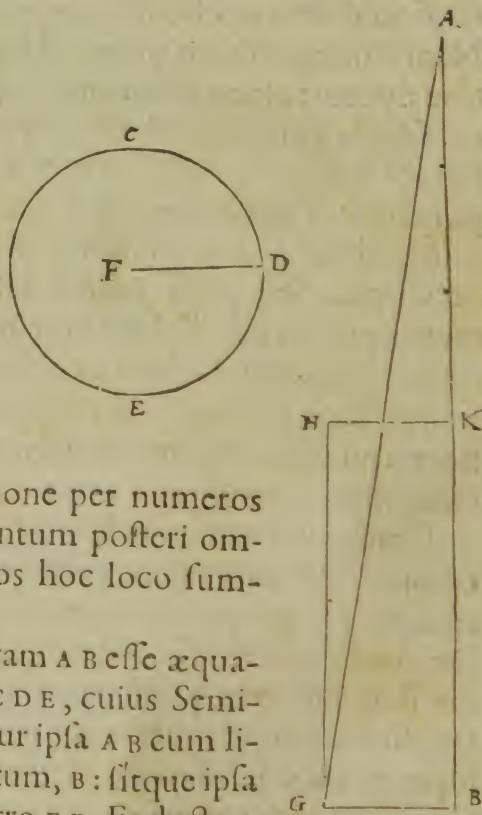 A.
C
F D
E
H K
one per numeros
ntum posteri om-
os hoc loco sum-
am A B esse æqua-
C D E, cuius Semi-
ur ipsa A B cum li-
tum, B: sitque ipsa
G B